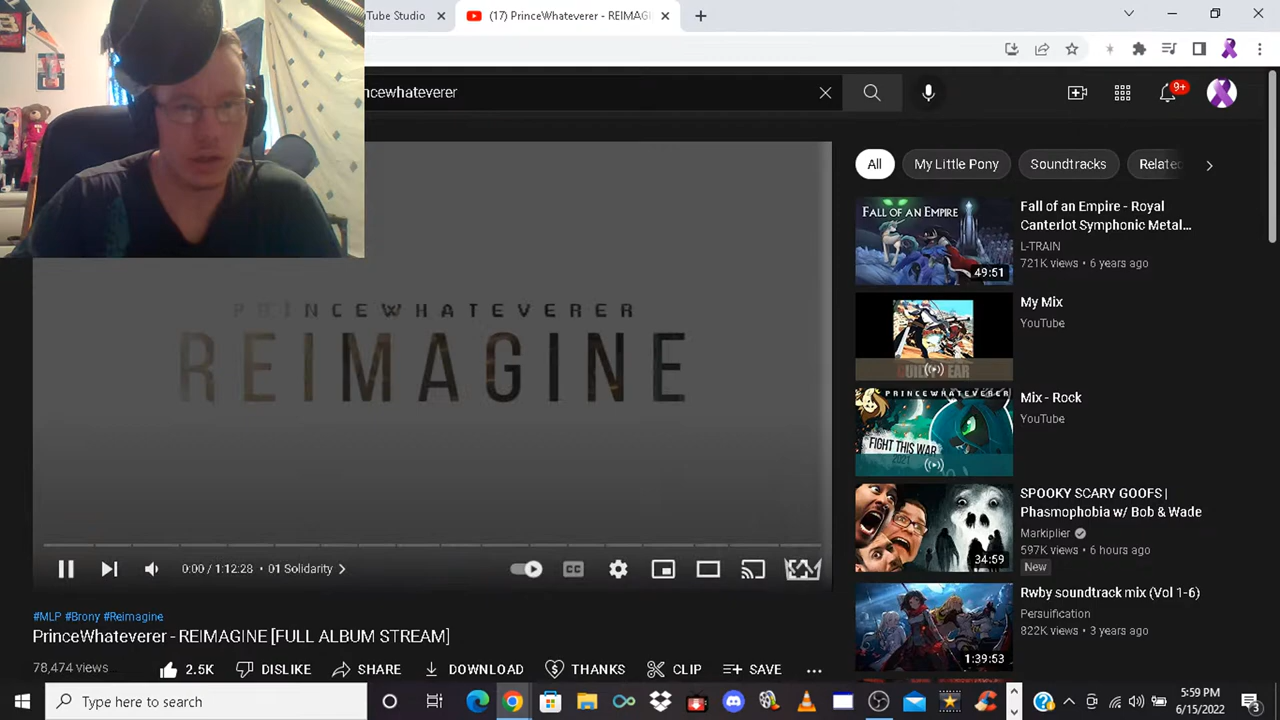 uTube Studio
(17) PrinceWhateverer - REIMAGI
ncewhateverer
9+
All
My Little Pony
Soundtracks
Relate
FALL OF AN EMPIRE
49:51
Fall of an Empire - Royal
Canterlot Symphonic Metal...
L-TRAIN
721K views • 6 years ago
PRINCEWHATEVERER
REIMAGINE
My Mix
YouTube
PRINCEWHATEVERER
FIGHT THIS WAR
2021
Mix - Rock
YouTube
34:59
SPOOKY SCARY GOOFS |
Phasmophobia w/ Bob & Wade
Markiplier
597K views • 6 hours ago
New
0:00 / 1:12:28 • 01 Solidarity
CC
1:39:53
Rwby soundtrack mix (Vol 1-6)
Persufication
822K views • 3 years ago
#MLP #Brony #Reimagine
PrinceWhateverer - REIMAGINE [FULL ALBUM STREAM]
78,474 views
2.5K
DISLIKE
SHARE
DOWNLOAD
THANKS
CLIP
SAVE
Type here to search
5:59 PM
6/15/2022
3